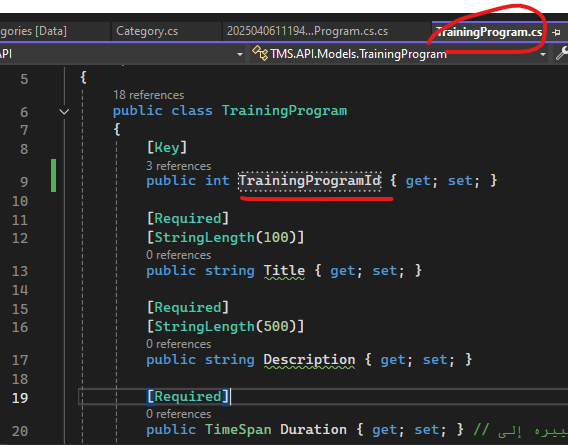 gories [Data]
Category.cs
2025040611194...Program.cs.cs
TrainingProgram.cs
API
TMS.API.Models.TrainingProgram
5 {
18 references
6 public class TrainingProgram
7 {
8 [Key]
3 references
9 public int TrainingProgramId { get; set; }
10
11 [Required]
12 [StringLength(100)]
0 references
13 public string Title { get; set; }
14
15 [Required]
16 [StringLength(500)]
0 references
17 public string Description { get; set; }
18
19 [Required]
0 references
20 public TimeSpan Duration { get; set; } // ييره إلى